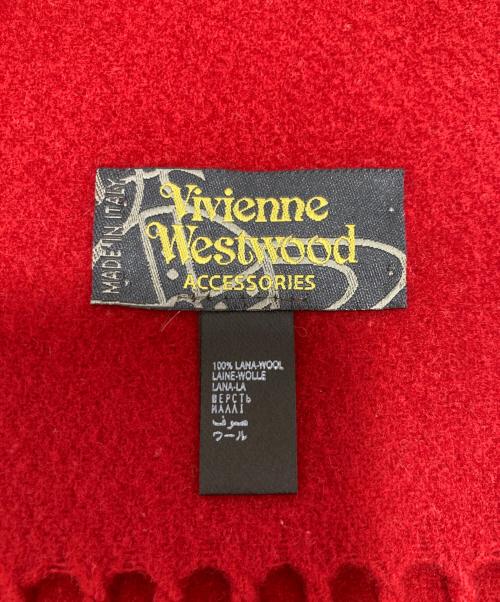 MADE IN ITALY
Vivienne
Westwood
ACCESSORIES
100% LANA-WOOL
LAINE-WOLLE
LANA-LA
ШЕРСТЬ
ΜΑΛΛΙ
صوف
ウール